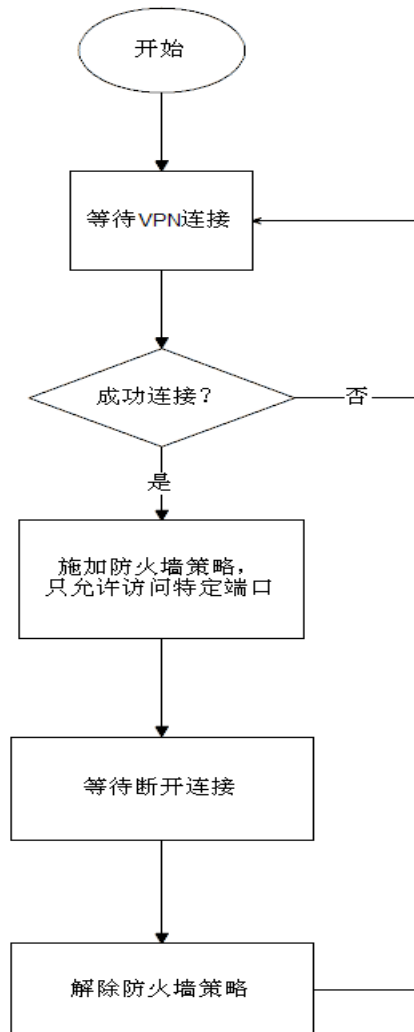 开始
等待VPN连接
成功连接？
否
是
施加防火墙策略，
只允许访问特定端口
等待断开连接
解除防火墙策略